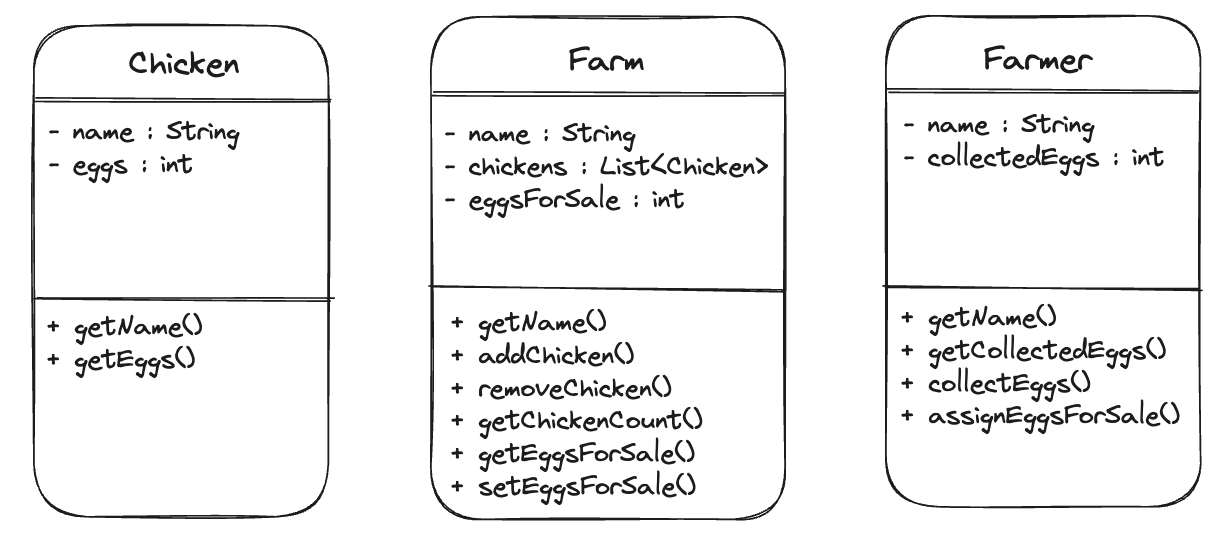 Chicken
- name : String
- eggs : int
+ getName()
+ getEggs()
Farm
- name : String
- chickens : List<Chicken>
- eggsForSale : int
+ getName()
+ addChicken()
+ removeChicken()
+ getChickenCount()
+ getEggsForSale()
+ setEggsForSale()
Farmer
- name : String
- collectedEggs : int
+ getName()
+ getCollectedEggs()
+ collectEggs()
+ assignEggsForSale()